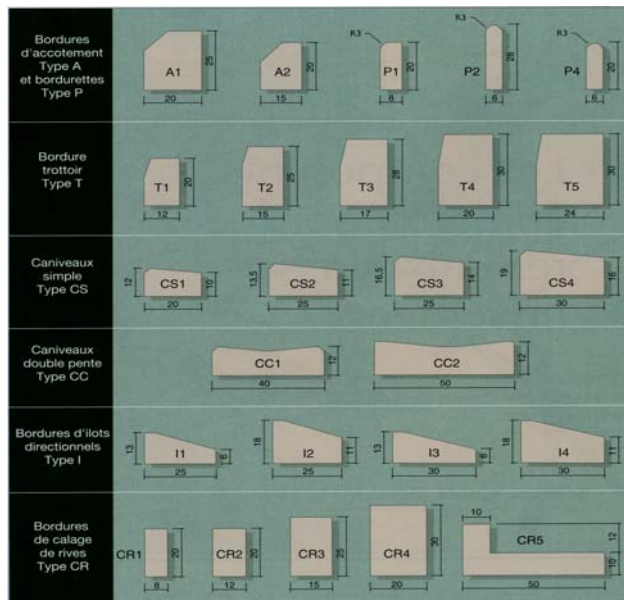 Bordures
d'accotement
Type A
et bordurettes
Type P
A1 25 20
A2 20 15
R3 P1 20 8
R3 P2 28 6
R3 P4 20 6
Bordure
trottoir
Type T
T1 20 12
T2 25 15
T3 28 17
T4 30 20
T5 30 24
Caniveaux
simple
Type CS
12 CS1 10 20
13,5 CS2 11 25
16,5 CS3 14 25
19 CS4 16 30
Caniveaux
double pente
Type CC
CC1 12 40
CC2 12 50
Bordures d'ilots
directionnels
Type I
13 I1 6 25
18 I2 11 25
13 I3 6 30
18 I4 11 30
Bordures
de calage
de rives
Type CR
CR1 20 8
CR2 20 12
CR3 25 15
CR4 30 20
10 CR5 12 10 50